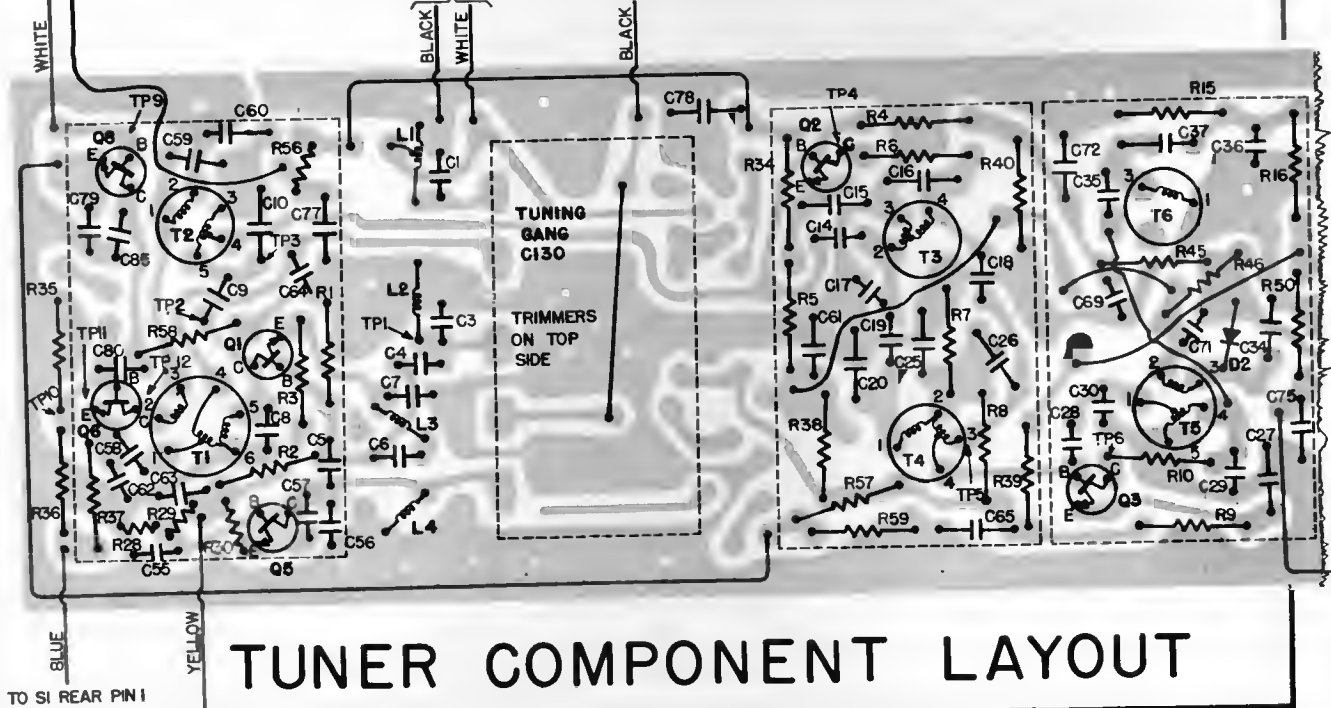 WHITE
BLACK
WHITE
BLACK
TP9
C60
Q8
B
E
C
C59
R56
L1
C1
C78
TP4
Q2
B
C
E
R4
R6
R34
C16
R40
R15
C72
C37
C36
R16
C35
C79
C85
1
2
3
T2
4
5
C10
C77
TP3
C64
TUNING
GANG
C130
C15
C14
3
4
2
T3
C18
3
1
T6
R45
R46
R50
R35
TP2
C9
R1
L2
TP1
C3
TRIMMERS
ON TOP
SIDE
R5
C17
C61
C19
R7
C26
C20
C25
C69
C71
C34
D2
TP11
R58
C80
TP12
Q1
E
C
B
R3
C4
C7
TP10
B
E
C
Q6
2
3
4
5
1
T1
6
C8
C5
L3
C6
R38
2
1
T4
3
4
R8
TP5
R39
C30
C28
TP6
2
3
1
4
T5
5
C75
C27
C58
C62
C63
R2
R36
R37
R29
R28
C55
R30
B
C
E
Q5
C57
C56
L4
R57
R59
C65
B
C
E
Q3
R10
C29
R9
BLUE
YELLOW
TO S1 REAR PIN 1
TUNER COMPONENT LAYOUT